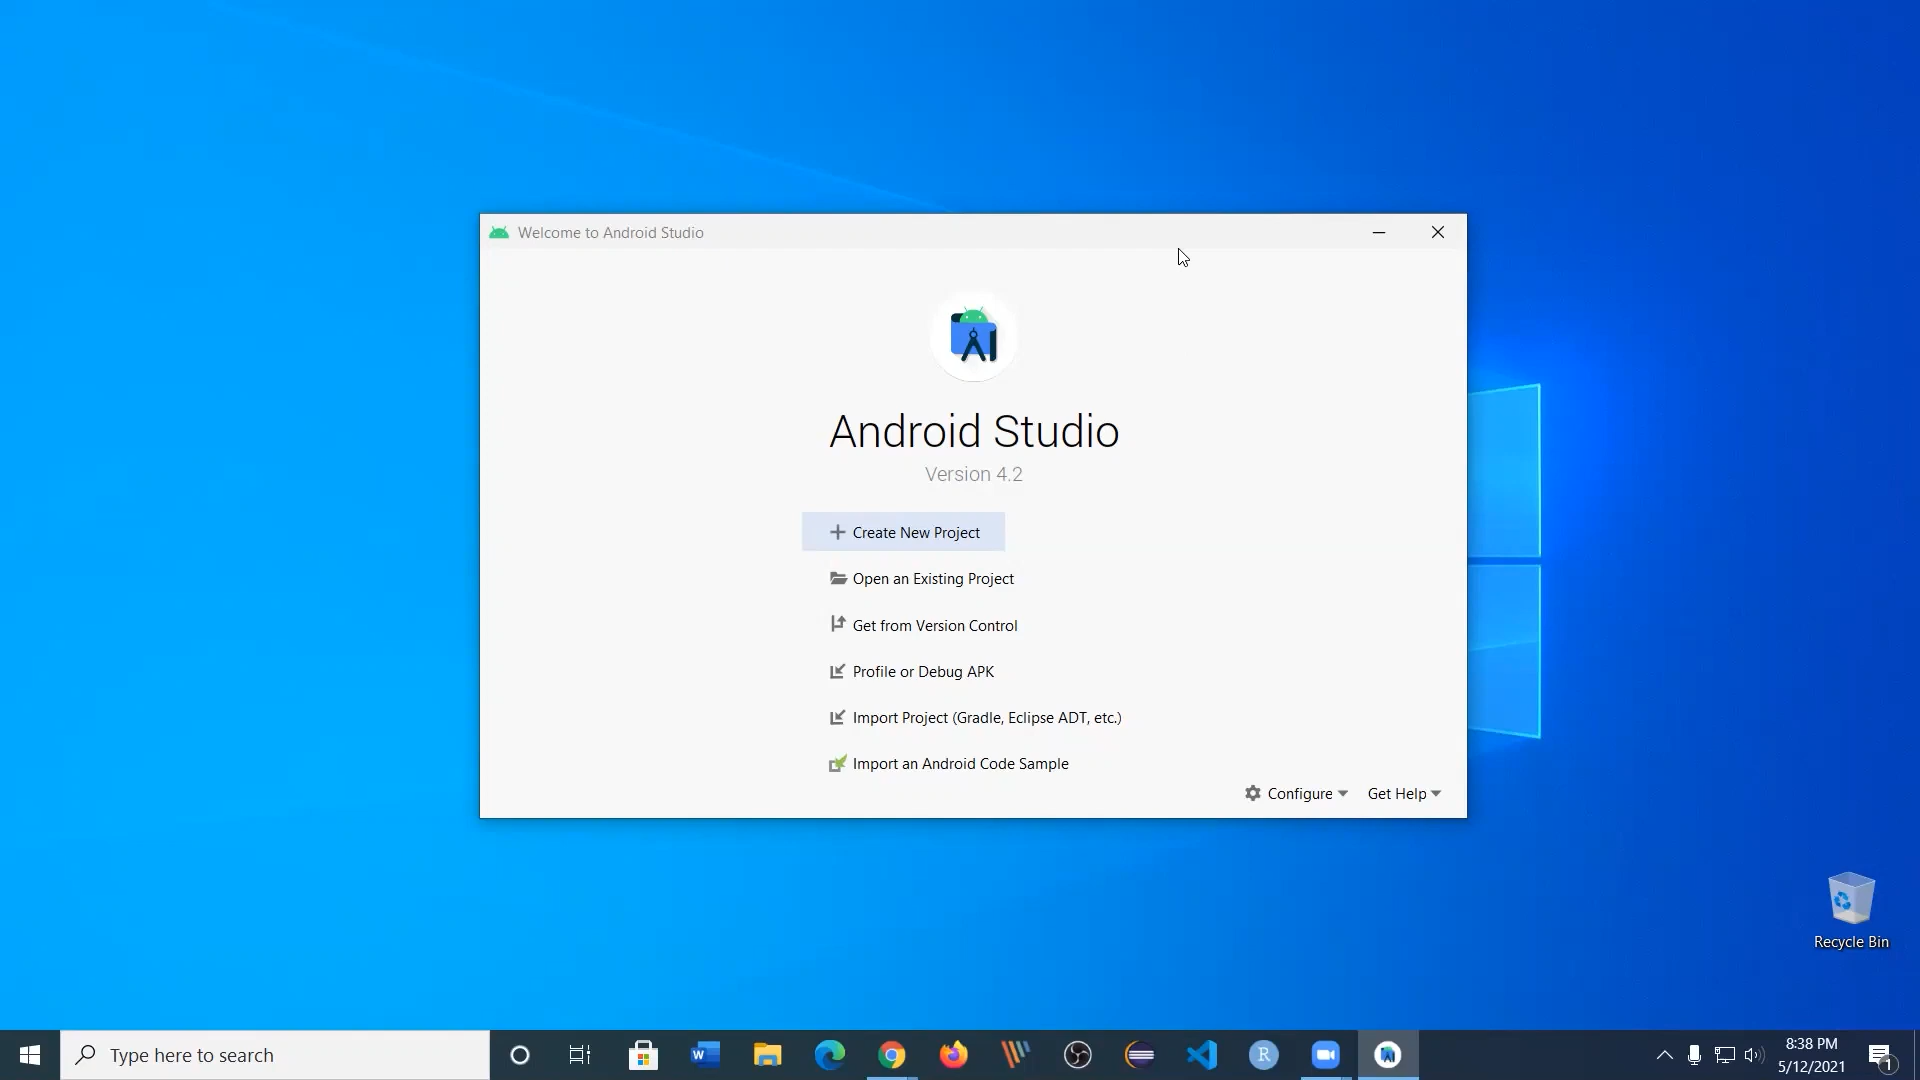 Welcome to Android Studio
Android Studio
Version 4.2
Create New Project
Open an Existing Project
Get from Version Control
Profile or Debug APK
Import Project (Gradle, Eclipse ADT, etc.)
Import an Android Code Sample
Configure
Get Help
Recycle Bin
Type here to search
W
R
8:38 PM
5/12/2021
1